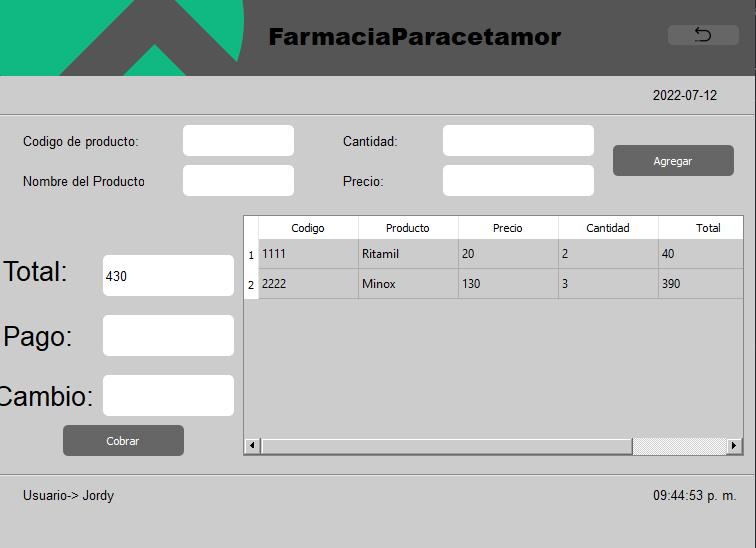 FarmaciaParacetamor
2022-07-12
Codigo de producto:
Cantidad:
Agregar
Nombre del Producto
Precio:
Codigo Producto Precio Cantidad Total
1 1111 Ritamil 20 2 40
2 2222 Minox 130 3 390
Total: 430
Pago:
Cambio:
Cobrar
Usuario-> Jordy
09:44:53 p. m.